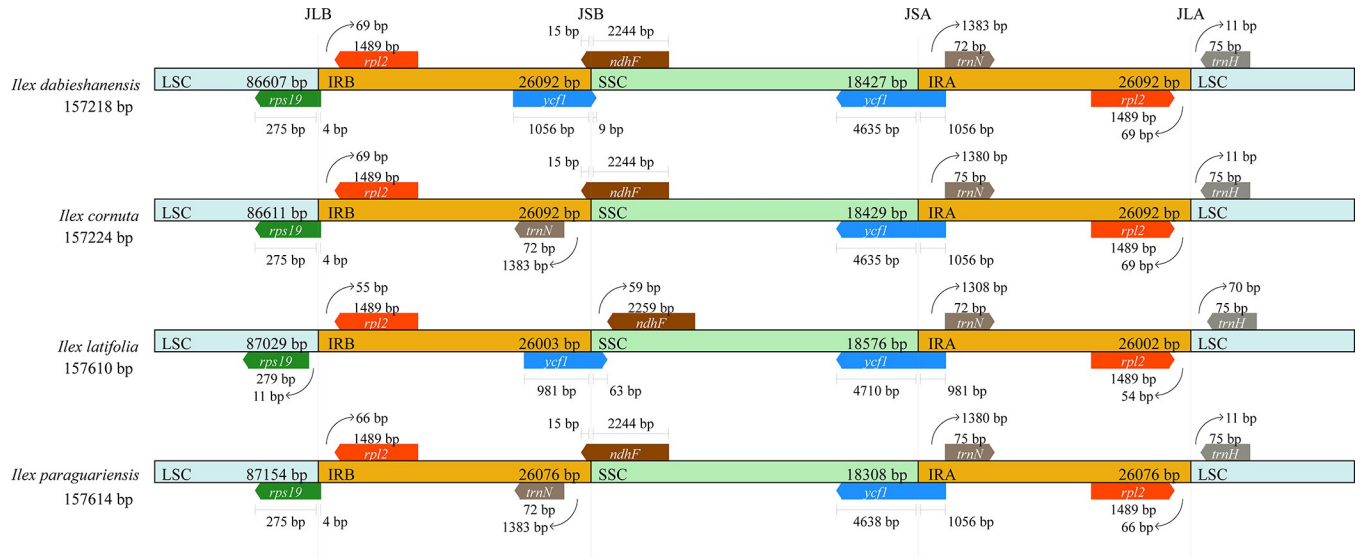 JLB JSB JSA JLA
69 bp 15 bp 2244 bp 1383 bp 11 bp
1489 bp 72 bp 75 bp
rpl2 ndhF trnN trnH
Ilex dabieshanensis LSC 86607 bp IRB 26092 bp SSC 18427 bp IRA 26092 bp LSC
157218 bp rps19 ycf1 ycf1 rpl2
275 bp 4 bp 1056 bp 9 bp 4635 bp 1056 bp 1489 bp
69 bp
69 bp 15 bp 2244 bp 1380 bp 11 bp
1489 bp 75 bp 75 bp
rpl2 ndhF trnN trnH
Ilex cornuta LSC 86611 bp IRB 26092 bp SSC 18429 bp IRA 26092 bp LSC
157224 bp rps19 trnN ycf1 rpl2
275 bp 4 bp 72 bp 4635 bp 1056 bp 1489 bp
1383 bp 69 bp
55 bp 59 bp 1308 bp 70 bp
1489 bp 2259 bp 72 bp 75 bp
rpl2 ndhF trnN trnH
Ilex latifolia LSC 87029 bp IRB 26003 bp SSC 18576 bp IRA 26002 bp LSC
157610 bp rps19 ycf1 ycf1 rpl2
279 bp 981 bp 63 bp 4710 bp 981 bp 1489 bp
11 bp 54 bp
66 bp 15 bp 2244 bp 1380 bp 11 bp
1489 bp 75 bp 75 bp
rpl2 ndhF trnN trnH
Ilex paraguariensis LSC 87154 bp IRB 26076 bp SSC 18308 bp IRA 26076 bp LSC
157614 bp rps19 trnN ycf1 rpl2
275 bp 4 bp 72 bp 4638 bp 1056 bp 1489 bp
1383 bp 66 bp